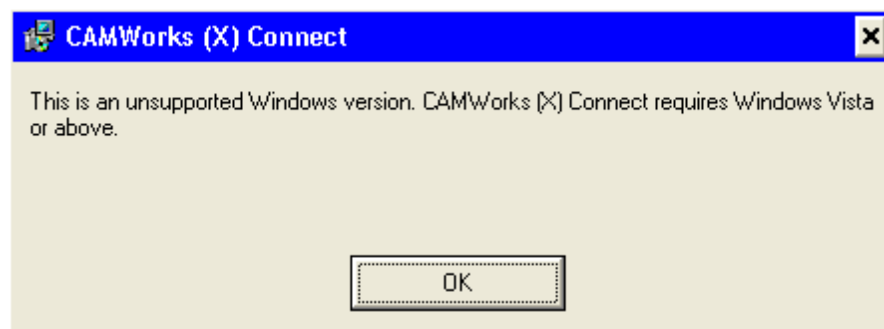 CAMWorks (X) Connect
This is an unsupported Windows version. CAMWorks (X) Connect requires Windows Vista
or above.
OK